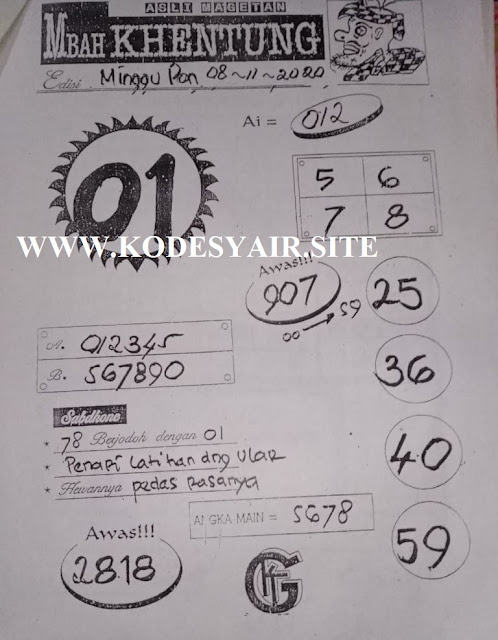 ASLI MAGETAN
MBAH KHENTUNG
Edisi Minggu Pon 08~11~2020
Ai = 012
01
5 6
7 8
WWW.KODESYAIR.SITE
Awas!!!
907
00 → 59
25
A. 012345
B. 567890
36
Sabdhone
* 78 Berjodoh dengan 01
* Penari Latihan dng ular
* Hewannya pedas rasanya
40
ANGKA MAIN = 5678
Awas!!!
2818
59